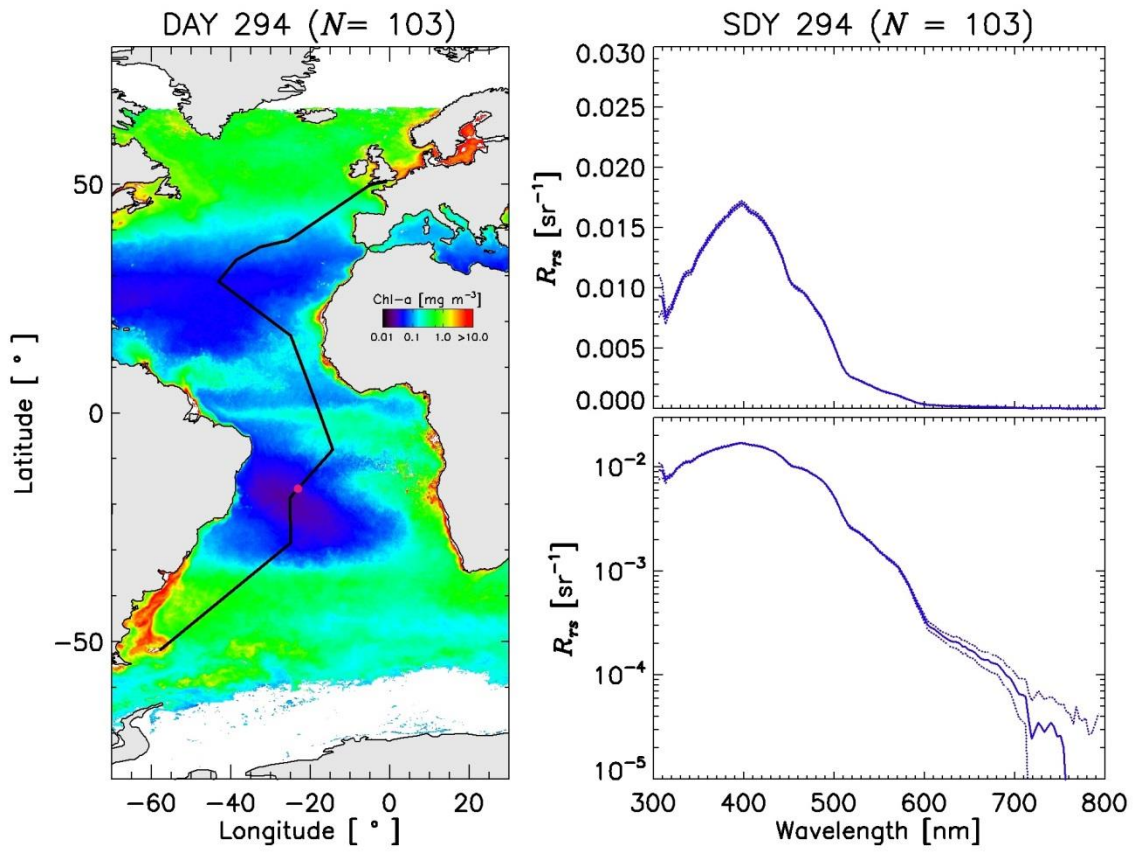 DAY 294 (N= 103)
50
0
−50
−60 −40 −20 0 20
Longitude [ ° ]
Latitude [ ° ]
Chl−a [mg m⁻³]
0.01 0.1 1.0 >10.0
SDY 294 (N = 103)
0.030
0.025
0.020
0.015
0.010
0.005
0.000
Rrs [sr⁻¹]
10⁻²
10⁻³
10⁻⁴
10⁻⁵
Rrs [sr⁻¹]
300 400 500 600 700 800
Wavelength [nm]